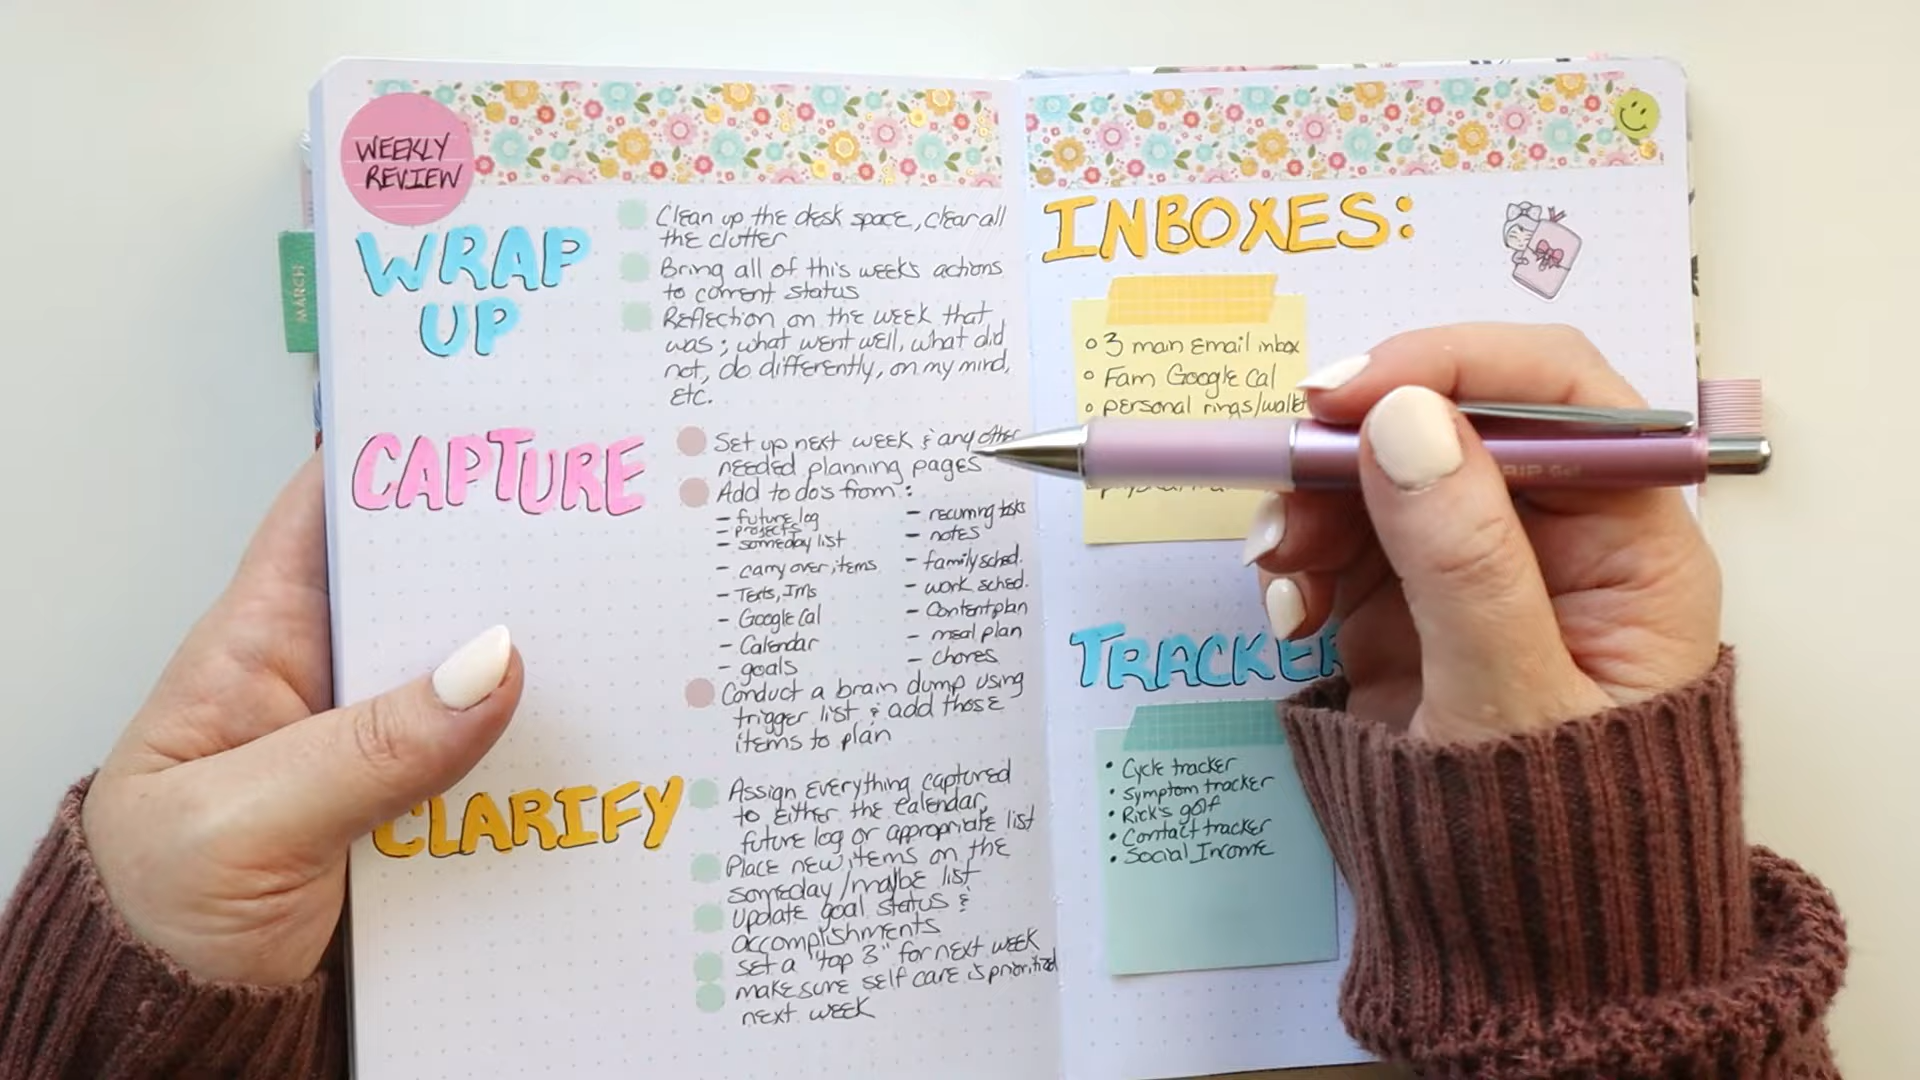 MARCH
WEEKLY
REVIEW
WRAP
UP
Clean up the desk space, clear all
the clutter
Bring all of this weeks actions
to current status
Reflection on the week that
was; what went well, what did
not, do differently, on my mind,
etc.
CAPTURE
Set up next week & any other
needed planning pages
Add to do's from:
- future log
- projects
- someday list
- carry over items
- Texts, IMs
- Google Cal
- Calendar
- goals
- recurring tasks
- notes
- family sched.
- work sched.
- Content plan
- meal plan
- chores
Conduct a brain dump using
trigger list & add those
items to plan
CLARIFY
Assign everything captured
to either the calendar,
future log or appropriate list
Place new items on the
someday/maybe list
update goal status &
accomplishments
set a "top 3" for next week
make sure self care is prioritized
next week
INBOXES:
o 3 main email inbox
o Fam Google Cal
o personal rings/wallet
TRACKER
• Cycle tracker
• symptom tracker
• Rick's golf
• Contact tracker
• Social Income